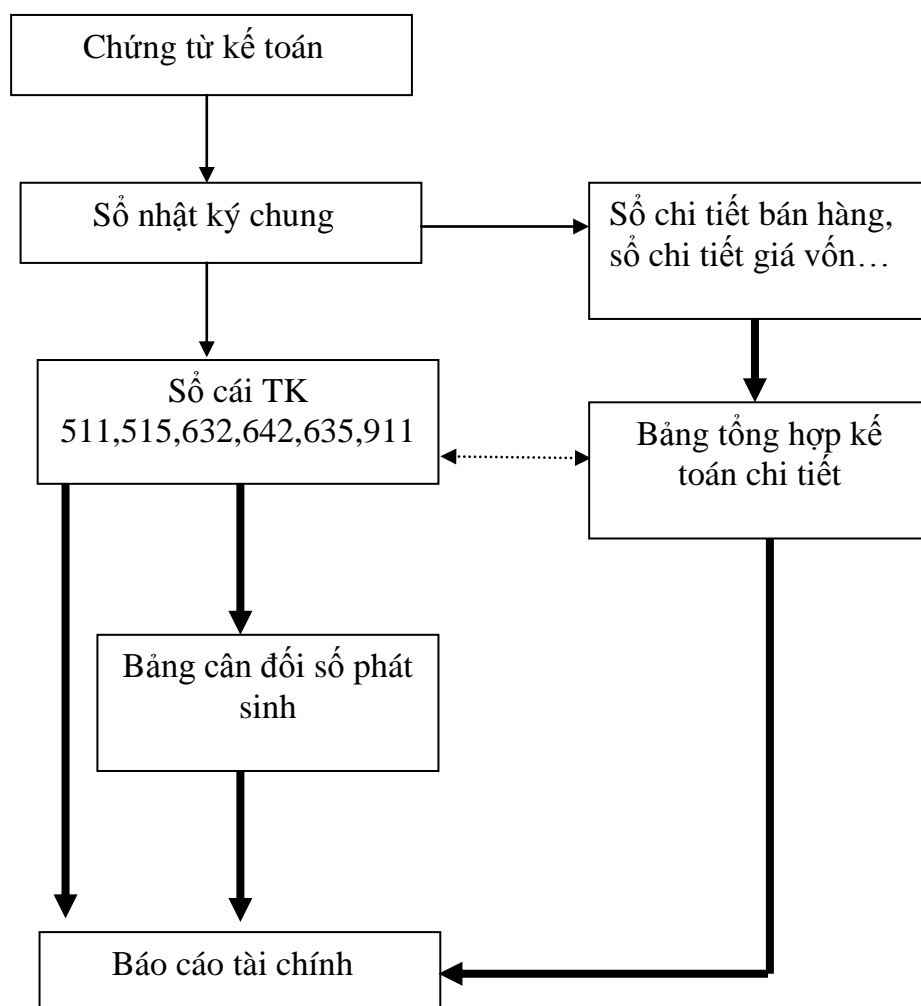 Chứng từ kế toán
Sổ nhật ký chung
Sổ chi tiết bán hàng,
sổ chi tiết giá vốn…
Sổ cái TK
511,515,632,642,635,911
Bảng tổng hợp kế
toán chi tiết
Bảng cân đối số phát
sinh
Báo cáo tài chính